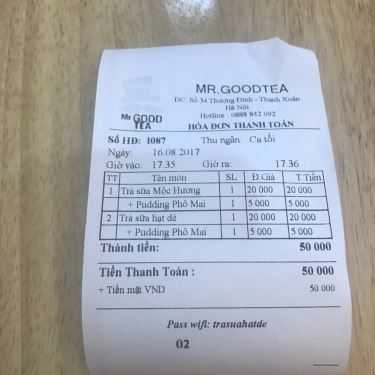 MR.GOODTEA
ĐC: Số 34 Thượng Đình - Thanh Xuân
Hà Nội
Hotline : 0888 842 092
Mr GOOD
TEA
HÓA ĐƠN THANH TOÁN
Số HĐ: 1087 Thu ngân Ca tối
Ngày: 16.08.2017
Giờ vào: 17.35 Giờ ra: 17.36
TT Tên món SL Đ.Giá T.Tiền
1 Trà sữa Mộc Hương 1 20 000 20 000
+ Pudding Phô Mai 1 5 000 5 000
2 Trà sữa hạt dẻ 1 20 000 20 000
+ Pudding Phô Mai 1 5 000 5 000
Thành tiền: 50 000
Tiền Thanh Toán : 50 000
+ Tiền mặt VND 50 000
Pass wifi: trasuahatde
02